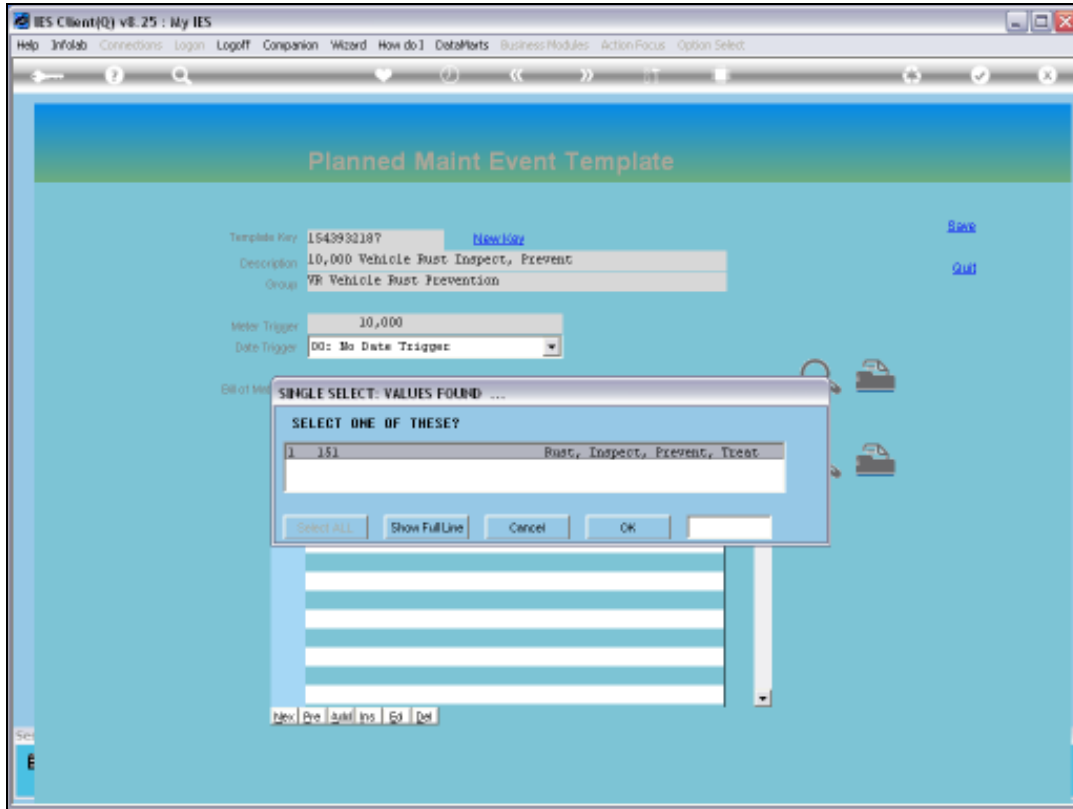 IES Client(Q) v8.25 : My IES
Help Infolab Connections Logon Logoff Companion Wizard How do I DataMarts Business Modules Action Focus Option Select
Planned Maint Event Template
Template Key 1543932187 New Key
Save
Description 10,000 Vehicle Rust Inspect, Prevent
Quit
Group VR Vehicle Rust Prevention
Meter Trigger 10,000
Date Trigger D0: No Date Trigger
Bill of
SINGLE SELECT: VALUES FOUND ...
SELECT ONE OF THESE?
1 151 Rust, Inspect, Prevent, Treat
Select ALL Show Full Line Cancel OK
Nex Pre Add Ins Ed Del